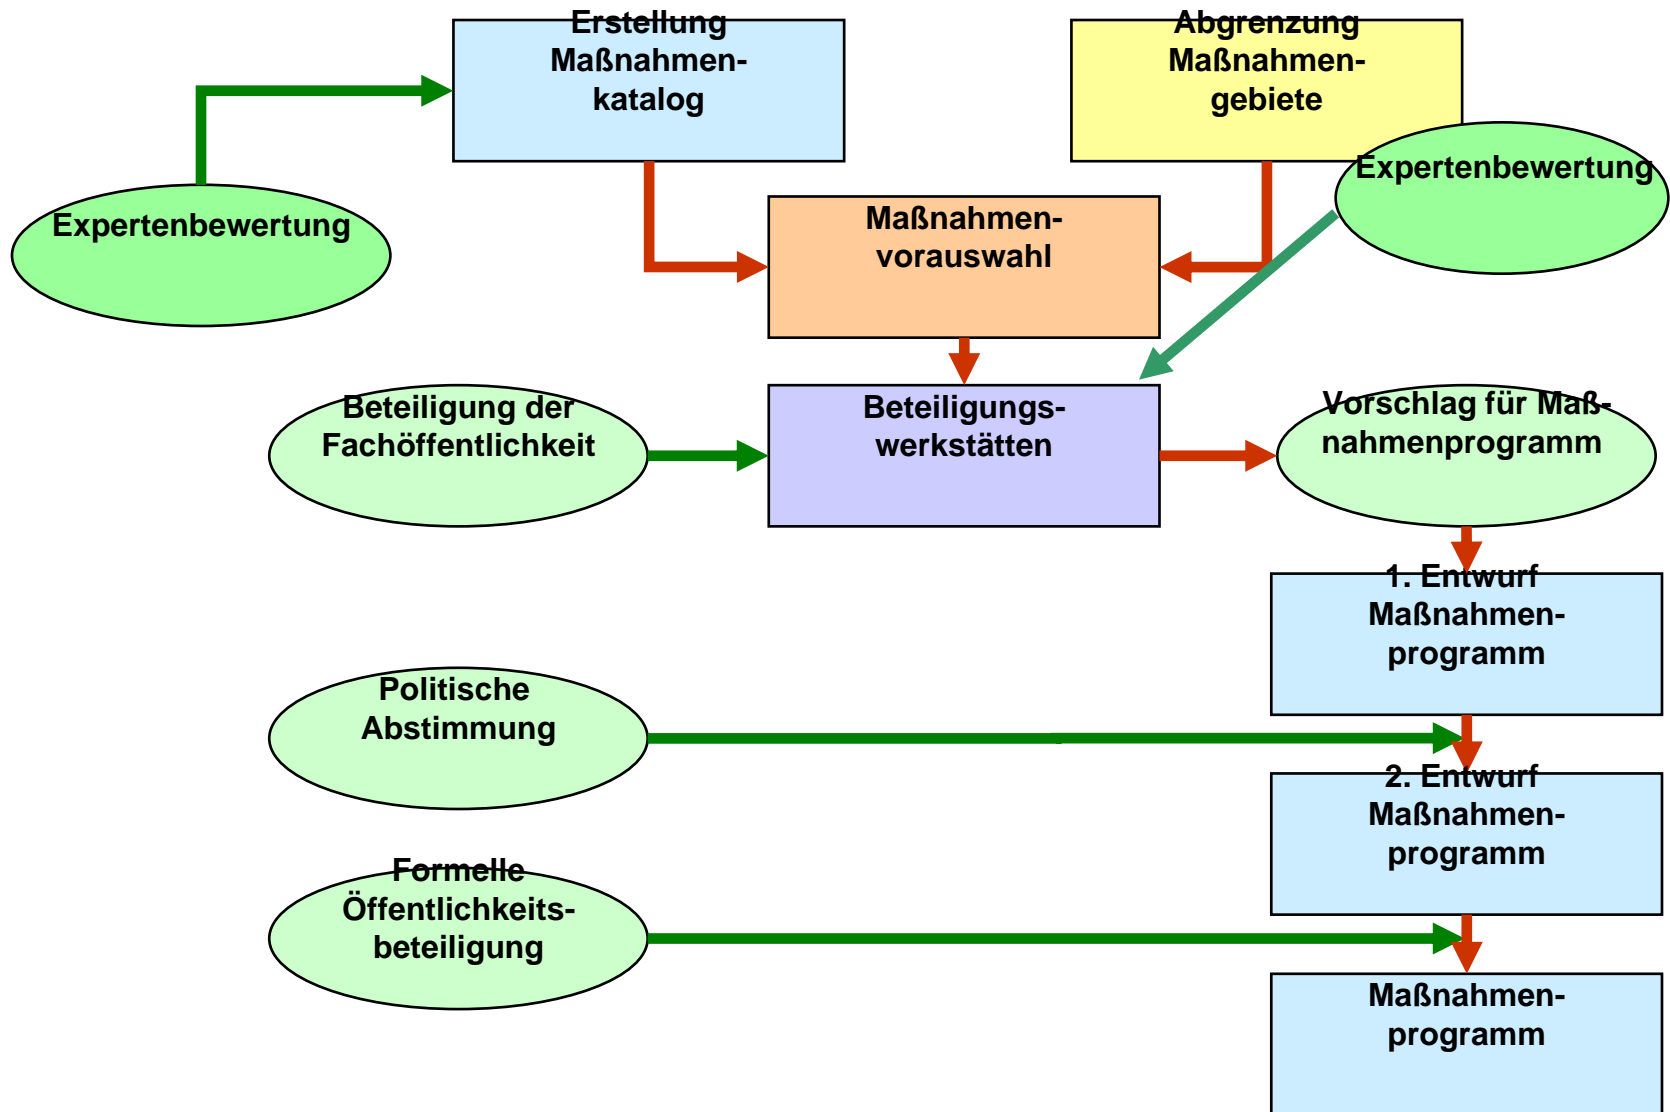 Erstellung
Maßnahmen-
katalog
Abgrenzung
Maßnahmen-
gebiete
Expertenbewertung
Expertenbewertung
Maßnahmen-
vorauswahl
Beteiligung der
Fachöffentlichkeit
Beteiligungs-
werkstätten
Vorschlag für Maß-
nahmenprogramm
1. Entwurf
Maßnahmen-
programm
Politische
Abstimmung
2. Entwurf
Maßnahmen-
programm
Formelle
Öffentlichkeits-
beteiligung
Maßnahmen-
programm